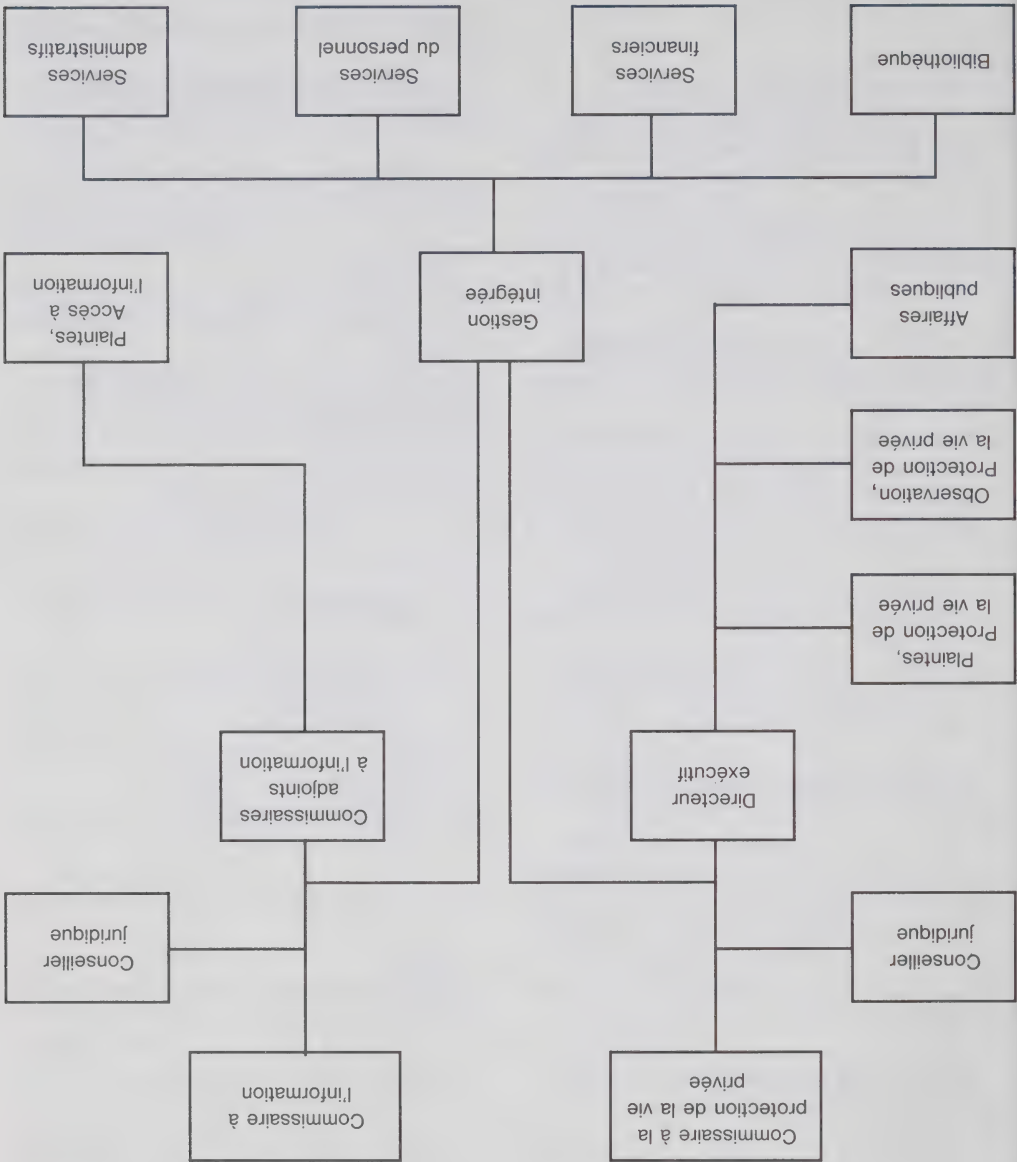 Commissaire à la
protection de la vie
privée
Commissaire à
l'information
Conseiller
juridique
Conseiller
juridique
Directeur
exécutif
Commissaires
adjoints
à l'information
Plaintes,
Protection de
la vie privée
Observation,
Protection de
la vie privée
Affaires
publiques
Gestion
intégrée
Plaintes,
Accès à
l'information
Bibliothèque
Services
financiers
Services
du personnel
Services
administratifs